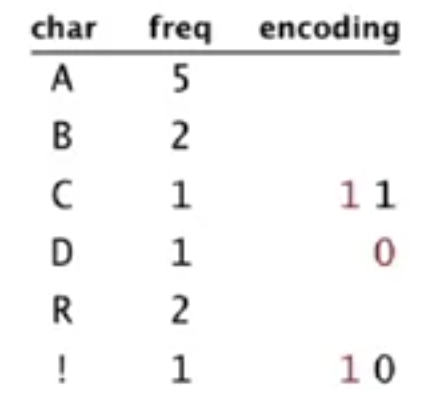 char freq encoding
A 5
B 2
C 1 1 1
D 1 0
R 2
! 1 1 0